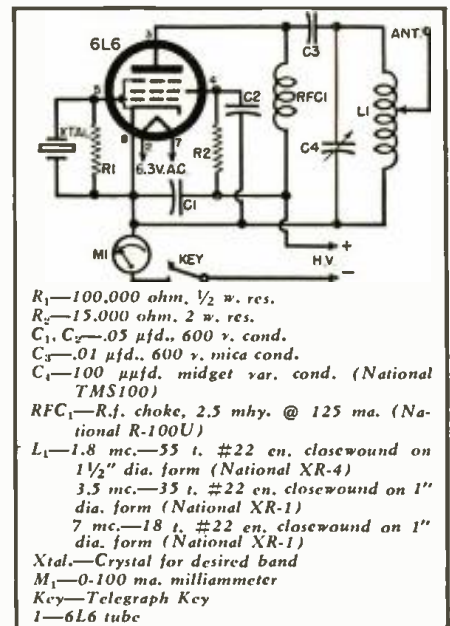 6L6
3
5
4
8
2
7
C3
ANT.
XTAL
R1
6.3V.A.C
R2
C2
RFC1
C4
L1
C1
M1
KEY
+
H.V.
−
R₁—100,000 ohm, ½ w. res.
R₂—15,000 ohm, 2 w. res.
C₁, C₂—.05 µfd., 600 v. cond.
C₃—.01 µfd., 600 v. mica cond.
C₄—100 µµfd. midget var. cond. (National
TMS100)
RFC₁—R.f. choke, 2.5 mhy. @ 125 ma. (Na-
tional R-100U)
L₁—1.8 mc.—55 t. #22 en. closewound on
1½" dia. form (National XR-4)
3.5 mc.—35 t. #22 en. closewound on 1"
dia. form (National XR-1)
7 mc.—18 t. #22 en. closewound on 1"
dia. form (National XR-1)
Xtal.—Crystal for desired band
M₁—0-100 ma. milliammeter
Key—Telegraph Key
1—6L6 tube